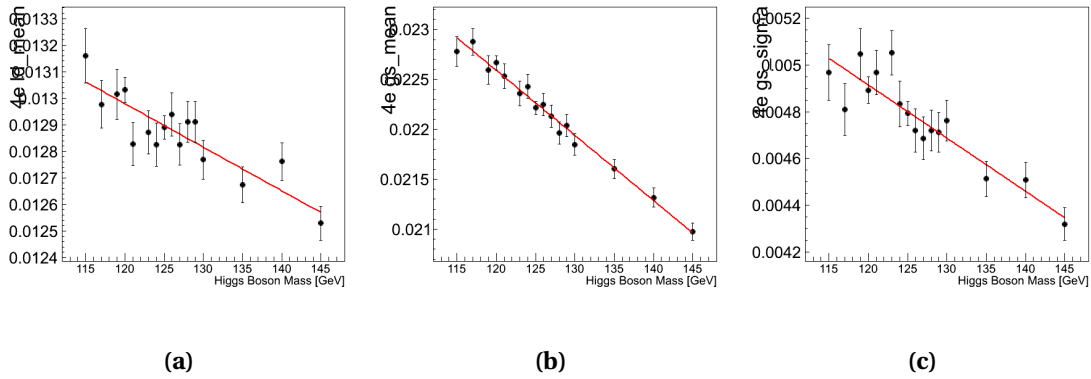 4e ln_mean
0.0133
0.0132
0.0131
0.013
0.0129
0.0128
0.0127
0.0126
0.0125
0.0124
115 120 125 130 135 140 145
Higgs Boson Mass [GeV]
(a)
4e gs_mean
0.023
0.0225
0.022
0.0215
0.021
115 120 125 130 135 140 145
Higgs Boson Mass [GeV]
(b)
4e gs_sigma
0.0052
0.005
0.0048
0.0046
0.0044
0.0042
115 120 125 130 135 140 145
Higgs Boson Mass [GeV]
(c)